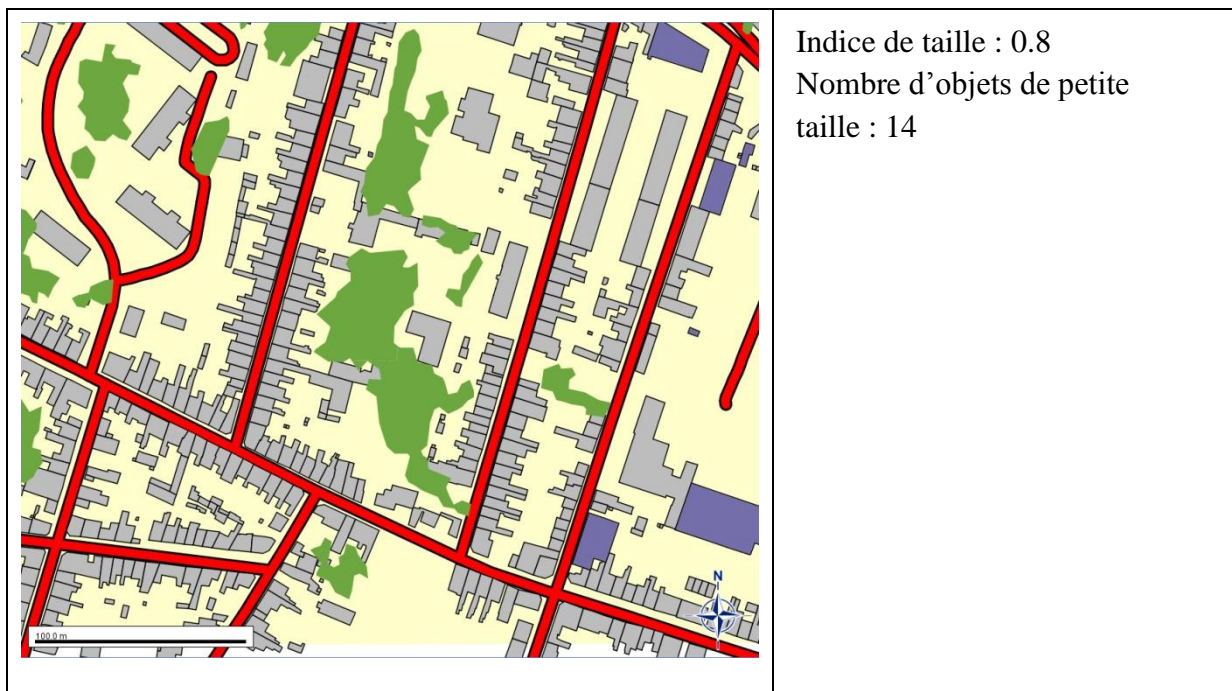 Indice de taille : 0.8
Nombre d’objets de petite
taille : 14
N
100.0 m